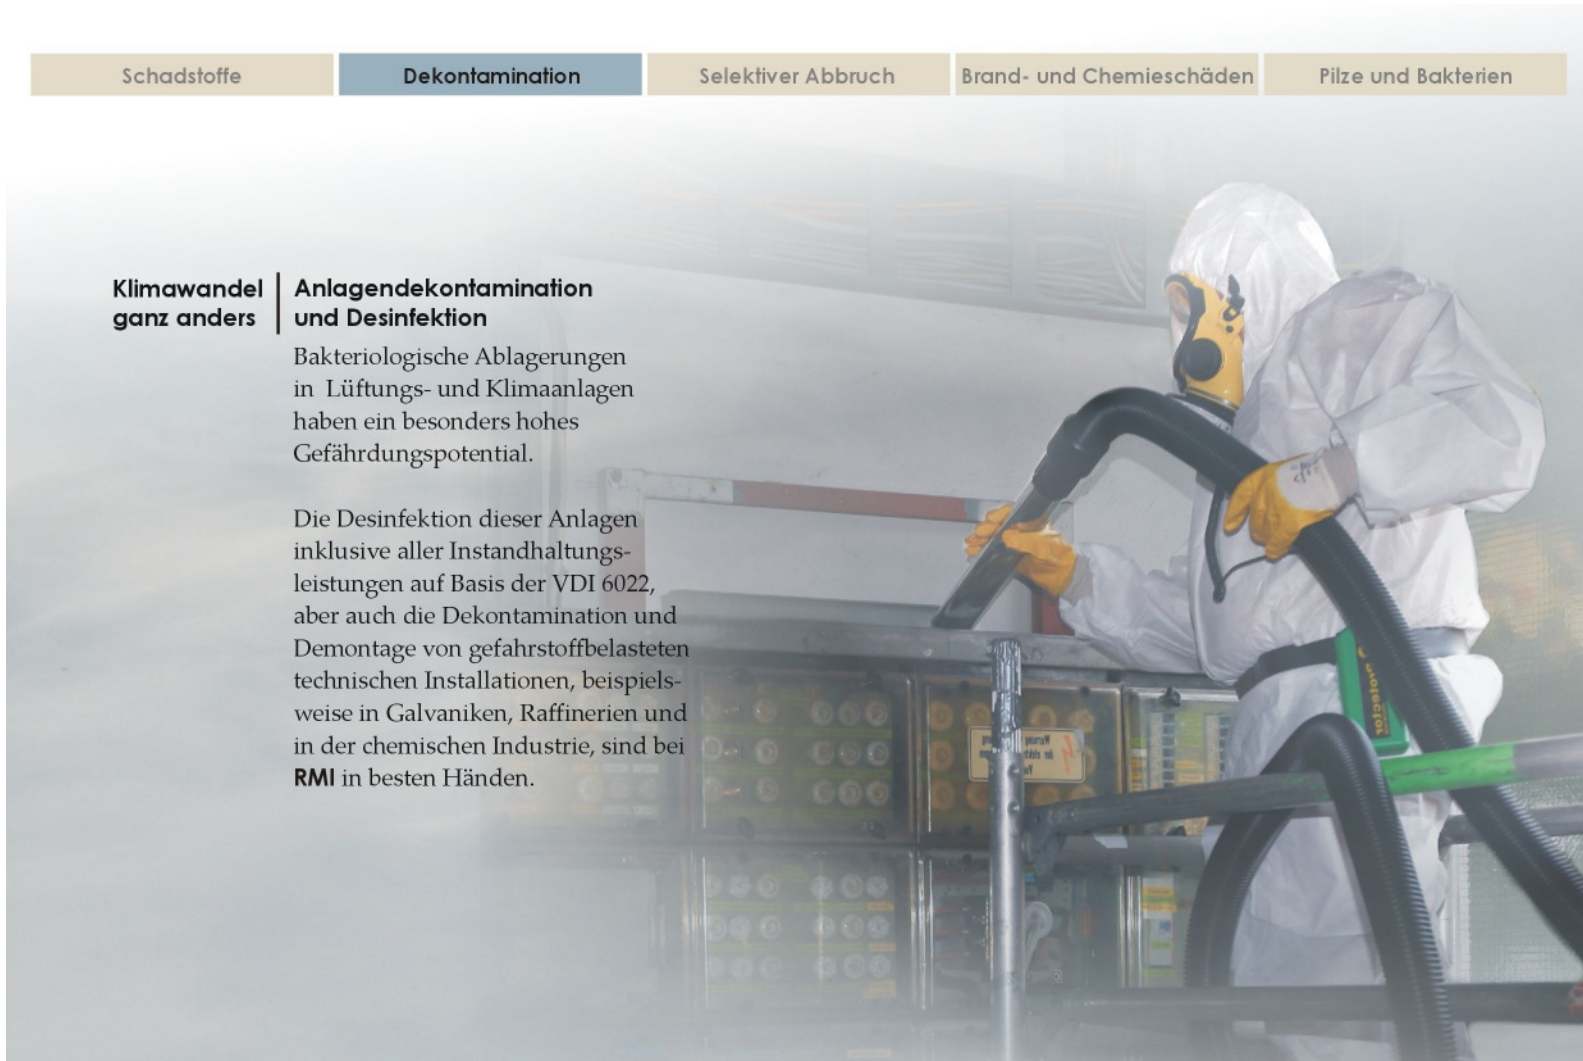 Schadstoffe
Dekontamination
Selektiver Abbruch
Brand- und Chemieschäden
Pilze und Bakterien
Klimawandel
ganz anders
Anlagendekontamination
und Desinfektion
Bakteriologische Ablagerungen
in Lüftungs- und Klimaanlagen
haben ein besonders hohes
Gefährdungspotential.
Die Desinfektion dieser Anlagen
inklusive aller Instandhaltungs-
leistungen auf Basis der VDI 6022,
aber auch die Dekontamination und
Demontage von gefahrstoffbelasteten
technischen Installationen, beispiels-
weise in Galvaniken, Raffinerien und
in der chemischen Industrie, sind bei
RMI in besten Händen.